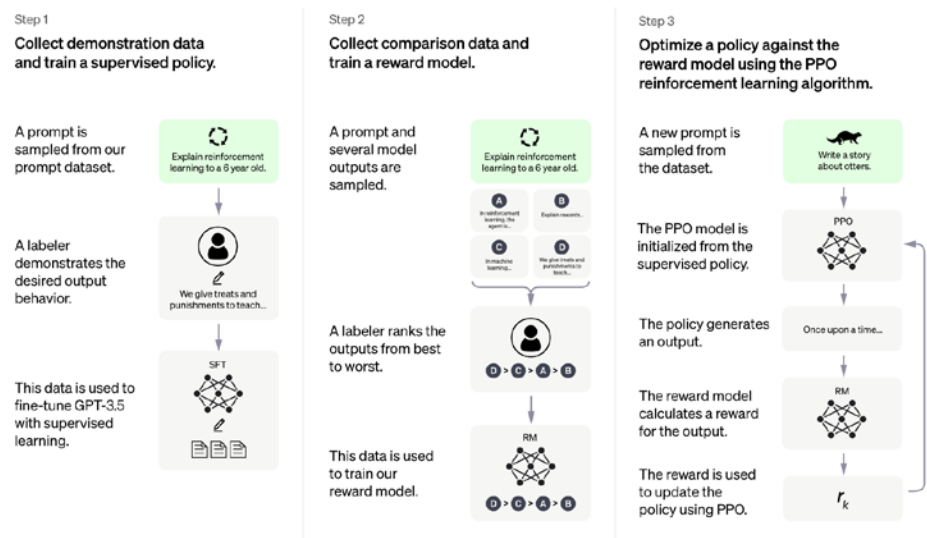 Step 1
Collect demonstration data
and train a supervised policy.
A prompt is
sampled from our
prompt dataset.
Explain reinforcement
learning to a 6 year old.
A labeler
demonstrates the
desired output
behavior.
We give treats and
punishments to teach...
This data is used to
fine-tune GPT-3.5
with supervised
learning.
SFT
Step 2
Collect comparison data and
train a reward model.
A prompt and
several model
outputs are
sampled.
Explain reinforcement
learning to a 6 year old.
A
In reinforcement
learning, the
agent is...
B
Explain rewards...
C
In machine
learning...
D
We give treats and
punishments to
teach...
A labeler ranks the
outputs from best
to worst.
D > C > A > B
This data is used
to train our
reward model.
RM
D > C > A > B
Step 3
Optimize a policy against the
reward model using the PPO
reinforcement learning algorithm.
A new prompt is
sampled from
the dataset.
Write a story
about otters.
The PPO model is
initialized from the
supervised policy.
PPO
The policy generates
an output.
Once upon a time...
The reward model
calculates a reward
for the output.
RM
The reward is used
to update the
policy using PPO.
rk